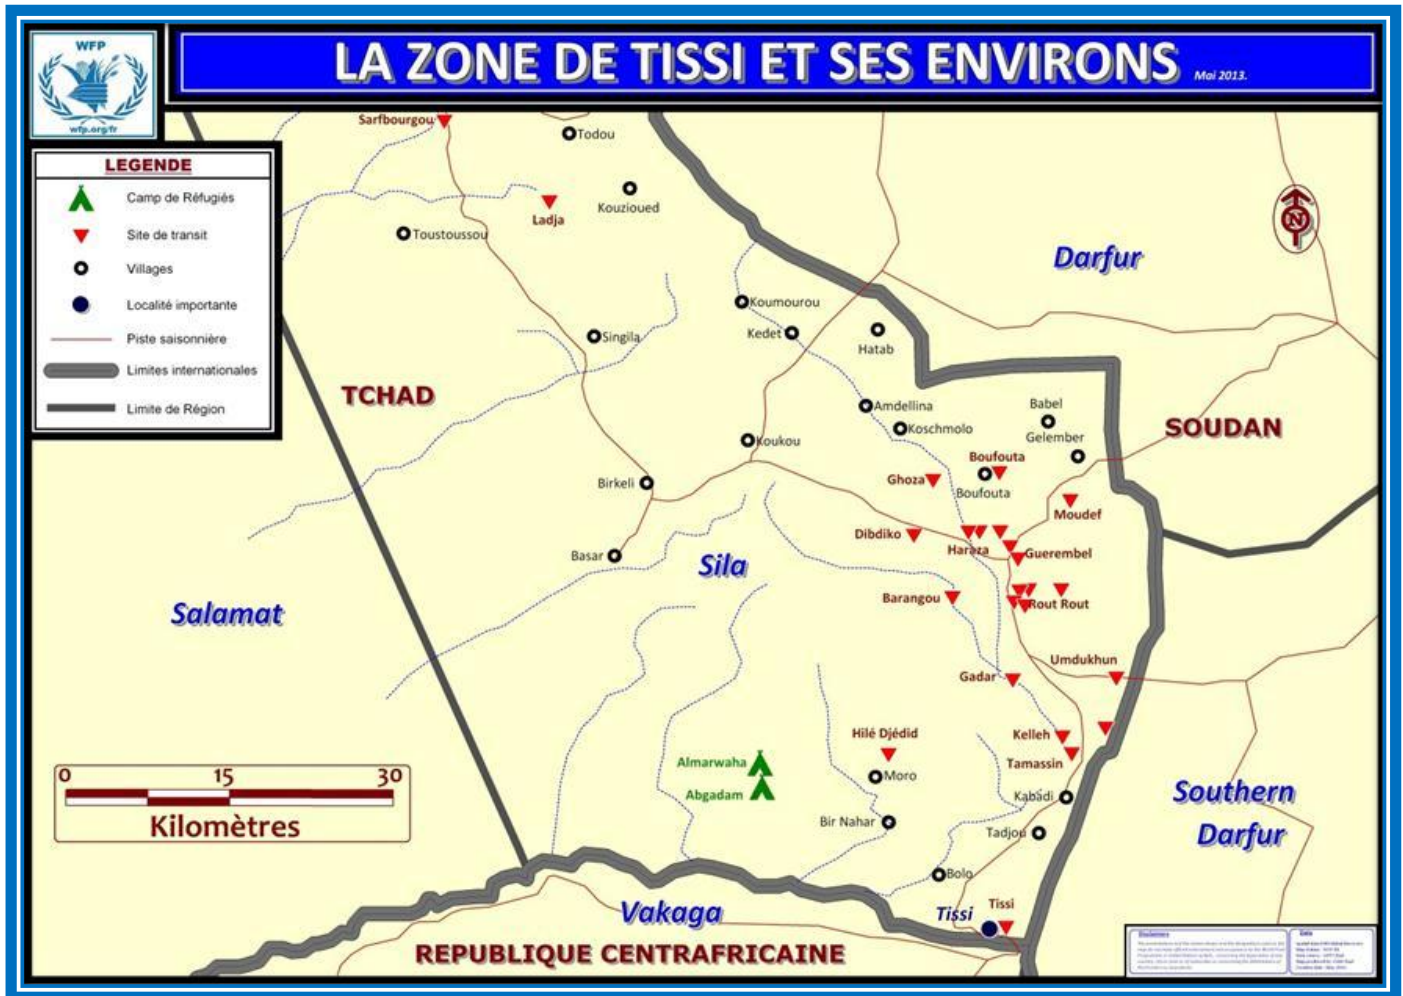 WFP
wfp.org/fr
LA ZONE DE TISSI ET SES ENVIRONS
Mai 2013.
LEGENDE
Camp de Réfugiés
Site de transit
Villages
Localité importante
Piste saisonnière
Limites internationales
Limite de Région
Sarfbourgou
Todou
Kouzioued
Ladja
Toustoussou
N
Darfur
Koumourou
Kedet
Hatab
Singila
TCHAD
Amdellina
Koschmolo
Babel
Gelember
SOUDAN
Koukou
Boufouta
Ghoza
Boufouta
Birkeli
Moudef
Dibdiko
Haraza
Guerembel
Basar
Sila
Barangou
Rout Rout
Salamat
Umdukhun
Gadar
Hilé Djédid
Kelleh
Tamassin
Almarwaha
Moro
Abgadam
Kabadi
Southern
Darfur
Bir Nahar
Tadjou
0 15 30
Kilomètres
Bolo
Tissi
Tissi
Vakaga
REPUBLIQUE CENTRAFRICAINE
Disclaimers
Data